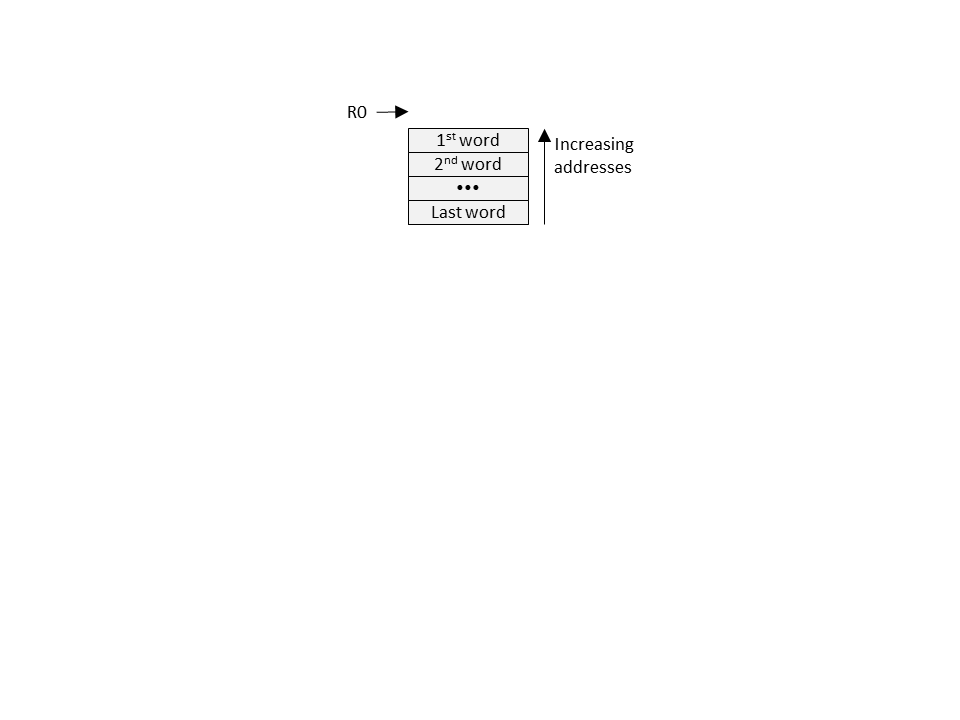 R0
1st word
Increasing
2nd word
addresses
•••
Last word